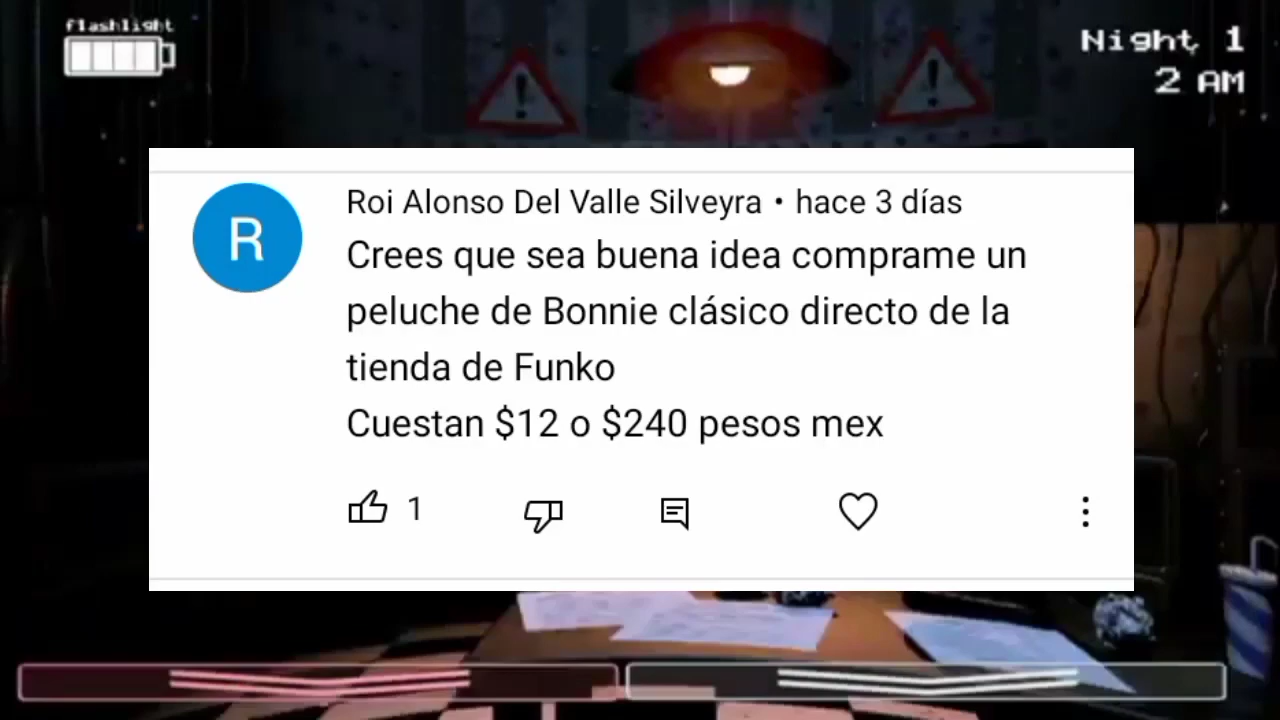 flashlight
Night 1
2 AM
R
Roi Alonso Del Valle Silveyra • hace 3 días
Crees que sea buena idea comprame un
peluche de Bonnie clásico directo de la
tienda de Funko
Cuestan $12 o $240 pesos mex
1